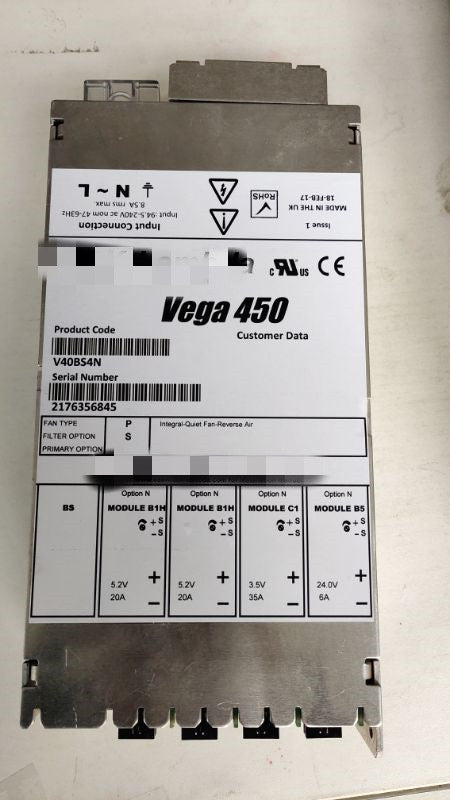 Input Connection
Input :94.5-240V ac nom 47-63Hz
8.5A rms max
N ~ L
RoHS
Issue 1
MADE IN THE UK
18-FEB-17
c RU us CE
Vega 450
Product Code
Customer Data
V40BS4N
Serial Number
2176356845
FAN TYPE P Integral-Quiet Fan-Reverse Air
FILTER OPTION S
PRIMARY OPTION
Option N Option N Option N Option N
BS MODULE B1H MODULE B1H MODULE C1 MODULE B5
+ S + S + S + S
– S – S – S – S
5.2V + 5.2V + 3.5V + 24.0V +
20A – 20A – 35A – 6A –